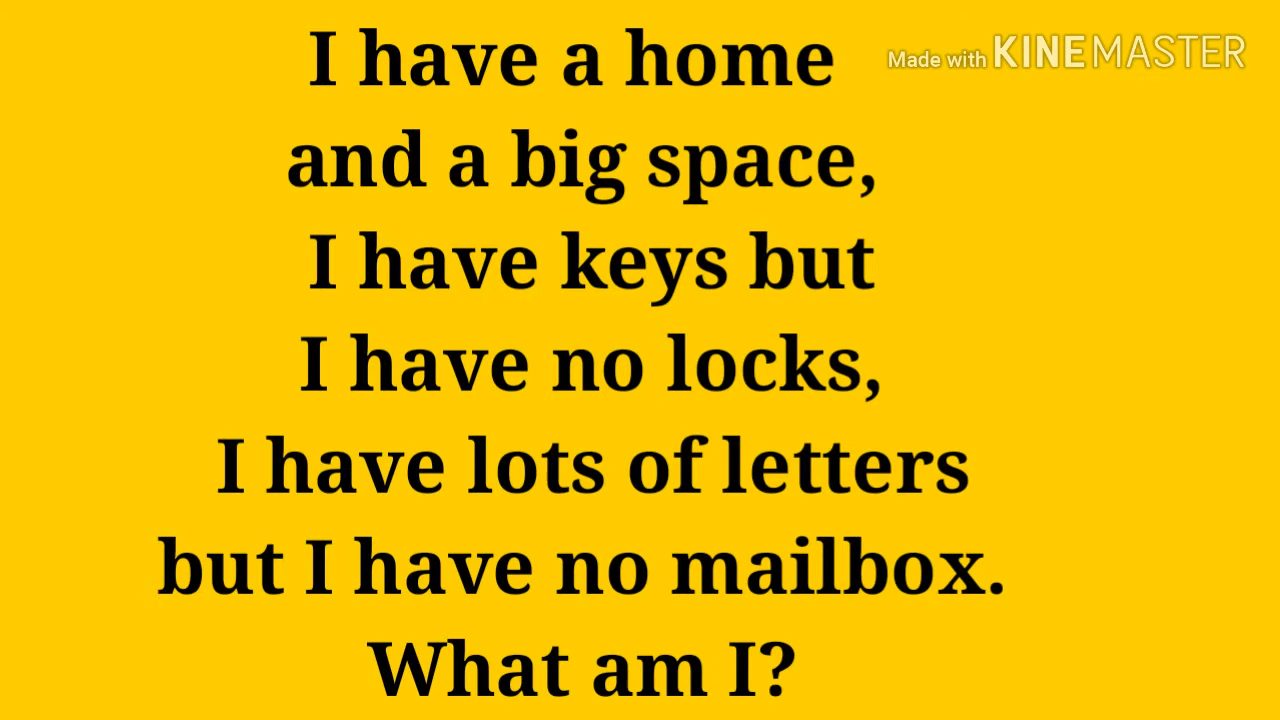 I have a home
Made with KINEMASTER
and a big space,
I have keys but
I have no locks,
I have lots of letters
but I have no mailbox.
What am I?